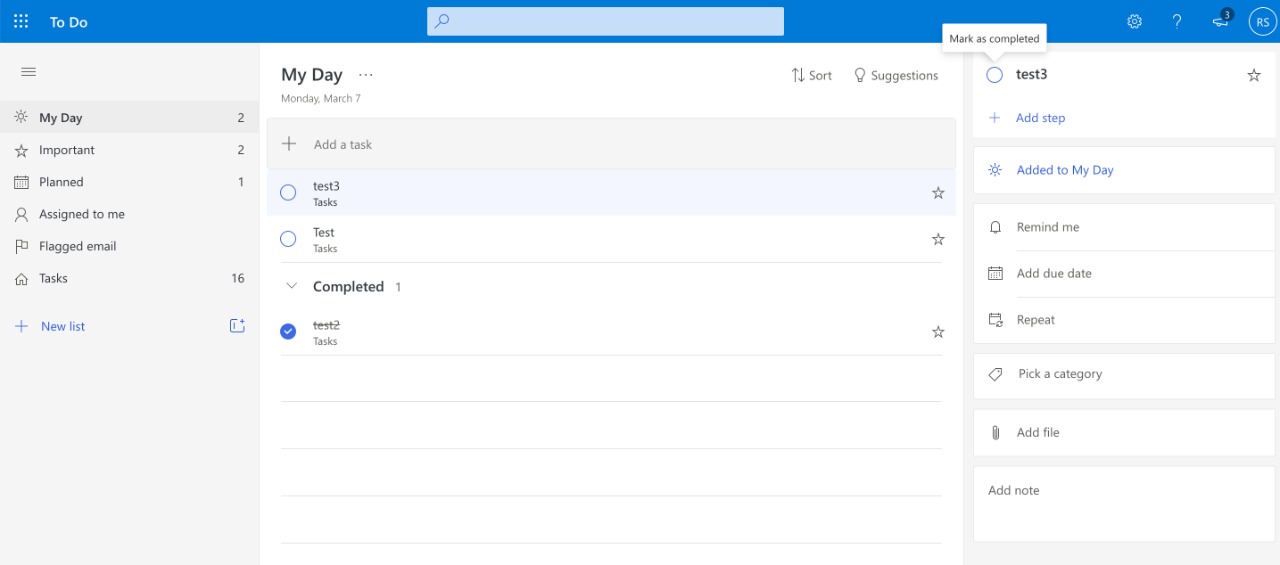 To Do
3
RS
Mark as completed
My Day 2
Important 2
Planned 1
Assigned to me
Flagged email
Tasks 16
New list
My Day ...
Monday, March 7
Sort
Suggestions
Add a task
test3
Tasks
Test
Tasks
Completed 1
test2
Tasks
test3
Add step
Added to My Day
Remind me
Add due date
Repeat
Pick a category
Add file
Add note